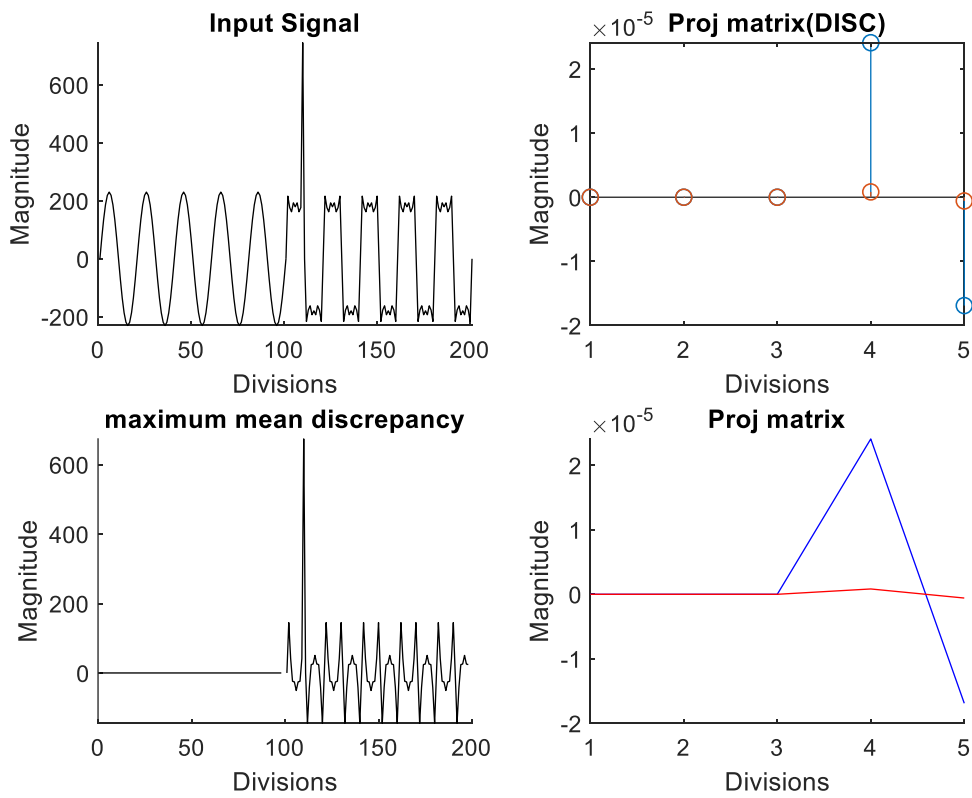 Input Signal
Magnitude
600
400
200
0
-200
0 50 100 150 200
Divisions
Proj matrix(DISC)
×10-5
Magnitude
2
1
0
-1
-2
1 2 3 4 5
Divisions
maximum mean discrepancy
Magnitude
600
400
200
0
0 50 100 150 200
Divisions
Proj matrix
×10-5
Magnitude
2
1
0
-1
-2
1 2 3 4 5
Divisions